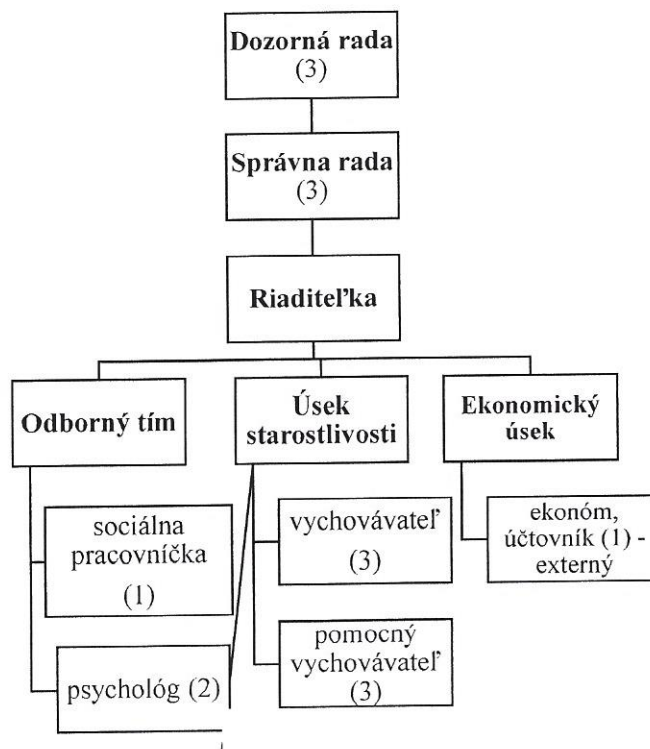 Dozorná rada
(3)
Správna rada
(3)
Riaditeľka
Odborný tím
Úsek
starostlivosti
Ekonomický
úsek
sociálna
pracovníčka
(1)
psychológ (2)
vychovávateľ
(3)
pomocný
vychovávateľ
(3)
ekonóm,
účtovník (1) -
externý